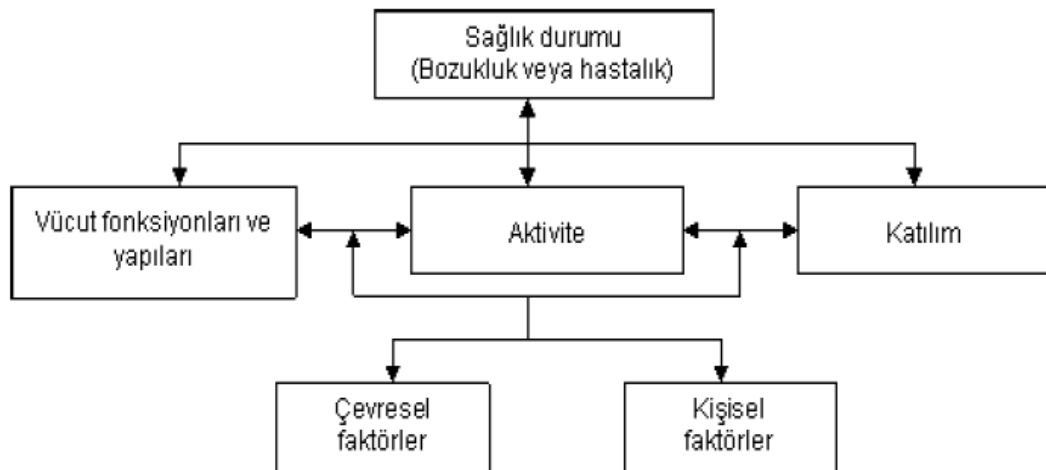 Sağlık durumu
(Bozukluk veya hastalık)
Vücut fonksiyonları ve
yapıları
Aktivite
Katılım
Çevresel
faktörler
Kişisel
faktörler